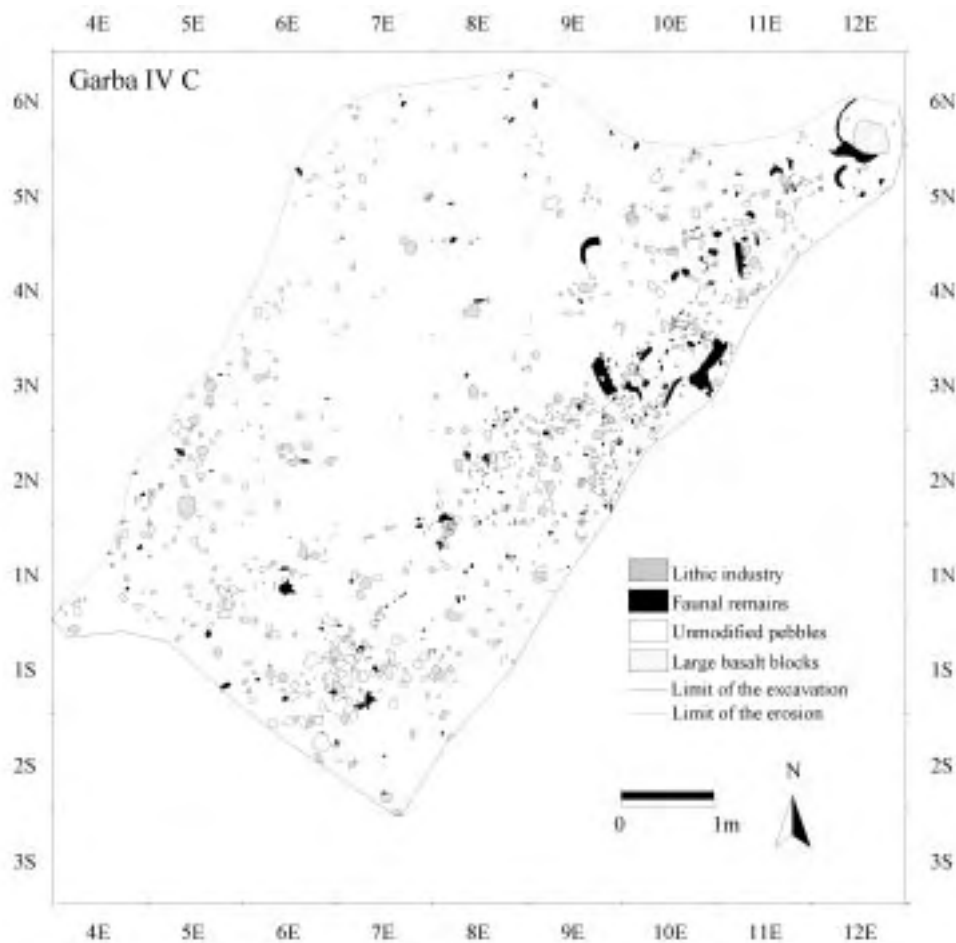 4E 5E 6E 7E 8E 9E 10E 11E 12E
Garba IV C
6N 6N
5N 5N
4N 4N
3N 3N
2N 2N
1N 1N
1S 1S
2S 2S
3S 3S
Lithic industry
Faunal remains
Unmodified pebbles
Large basalt blocks
Limit of the excavation
Limit of the erosion
N
0 1m
4E 5E 6E 7E 8E 9E 10E 11E 12E